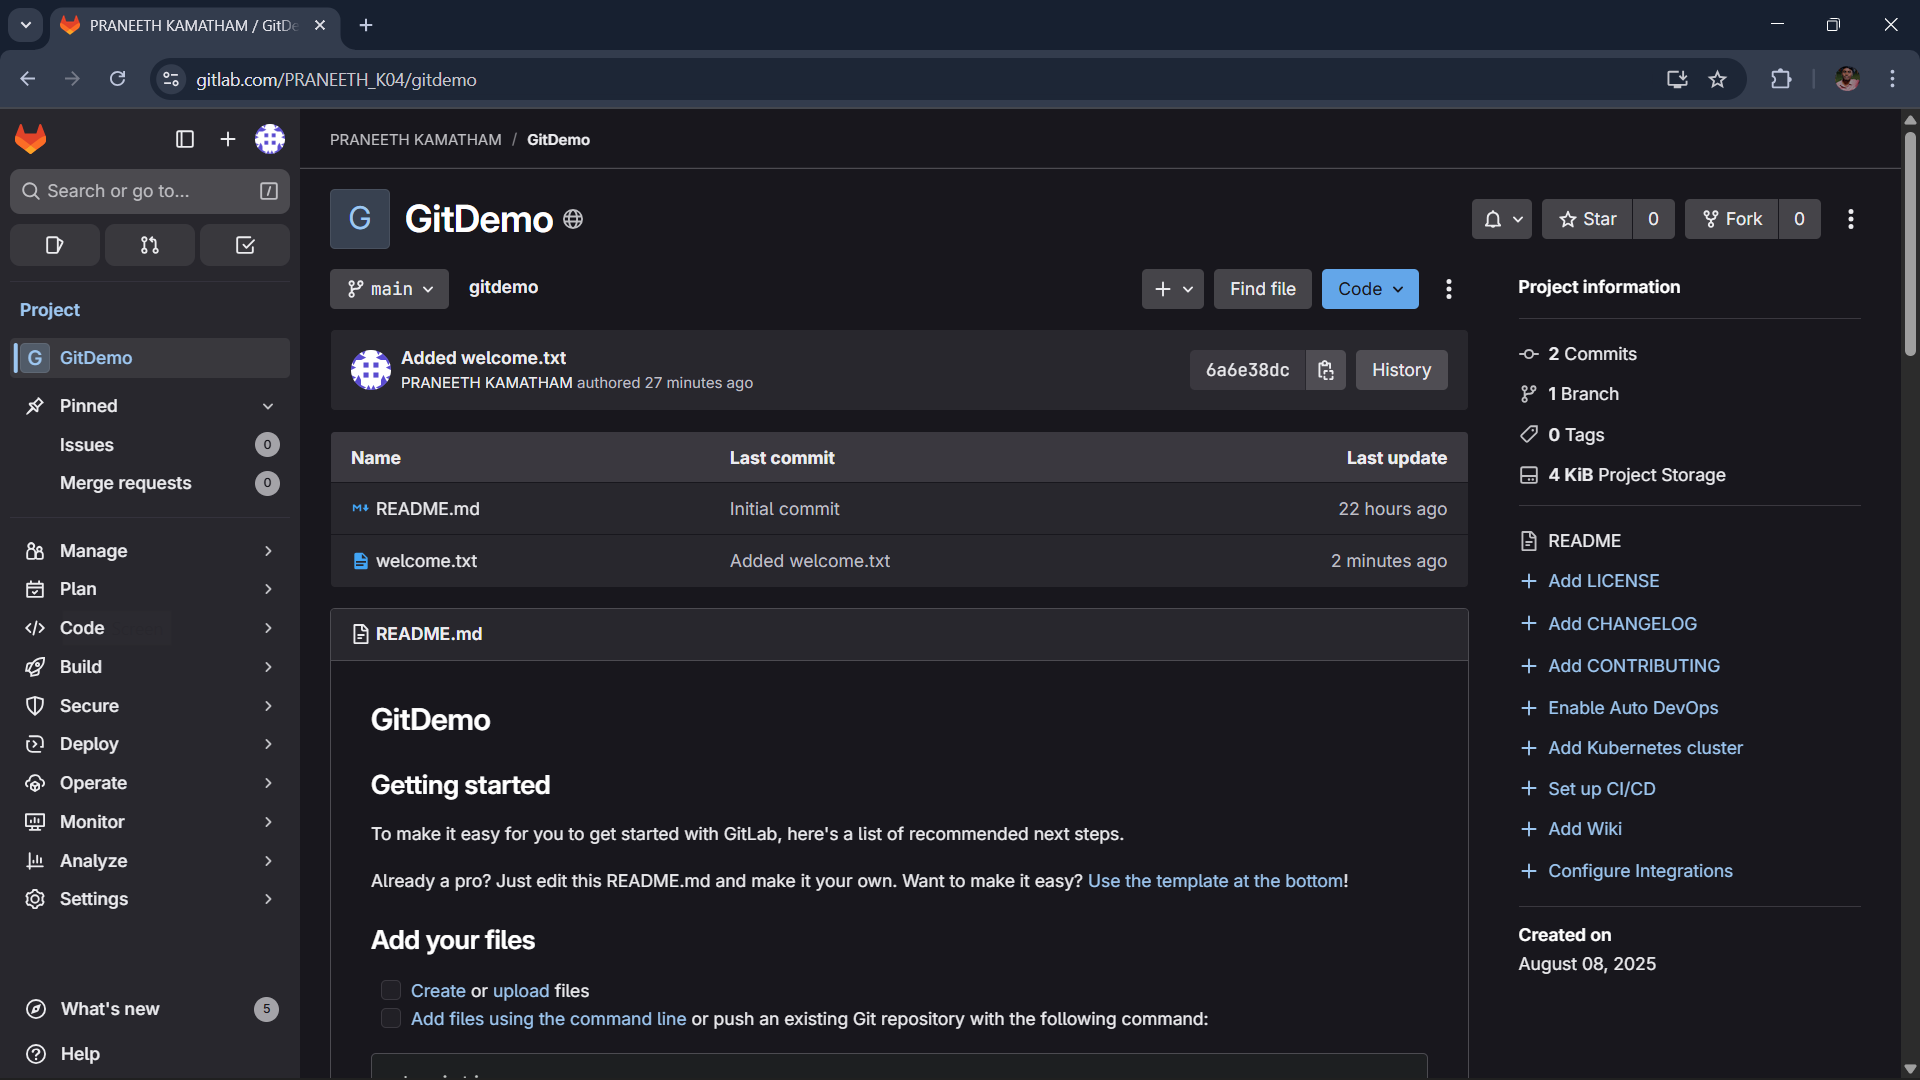 PRANEETH KAMATHAM / GitDe
gitlab.com/PRANEETH_K04/gitdemo
PRANEETH KAMATHAM / GitDemo
Search or go to... /
Project
G GitDemo
Pinned
Issues 0
Merge requests 0
Manage
Plan
Code
Build
Secure
Deploy
Operate
Monitor
Analyze
Settings
What's new 5
Help
G GitDemo
Star 0 Fork 0
main gitdemo Find file Code
Added welcome.txt
PRANEETH KAMATHAM authored 27 minutes ago
6a6e38dc History
Name Last commit Last update
README.md Initial commit 22 hours ago
welcome.txt Added welcome.txt 2 minutes ago
README.md
GitDemo
Getting started
To make it easy for you to get started with GitLab, here's a list of recommended next steps.
Already a pro? Just edit this README.md and make it your own. Want to make it easy? Use the template at the bottom!
Add your files
Create or upload files
Add files using the command line or push an existing Git repository with the following command:
Project information
2 Commits
1 Branch
0 Tags
4 KiB Project Storage
README
+ Add LICENSE
+ Add CHANGELOG
+ Add CONTRIBUTING
+ Enable Auto DevOps
+ Add Kubernetes cluster
+ Set up CI/CD
+ Add Wiki
+ Configure Integrations
Created on
August 08, 2025